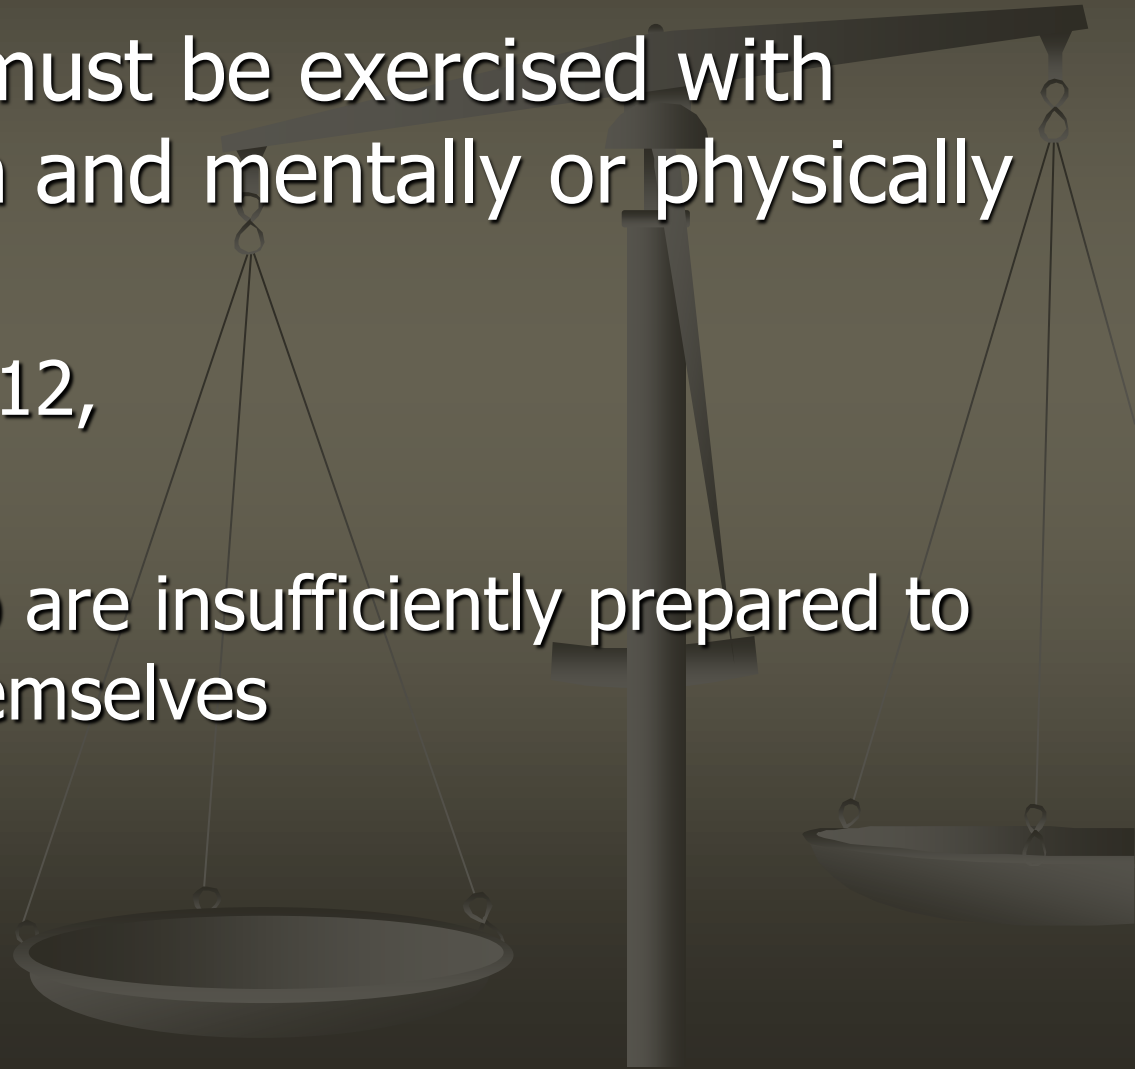 must be exercised with
and mentally or physically
12,
are insufficiently prepared to
emselves